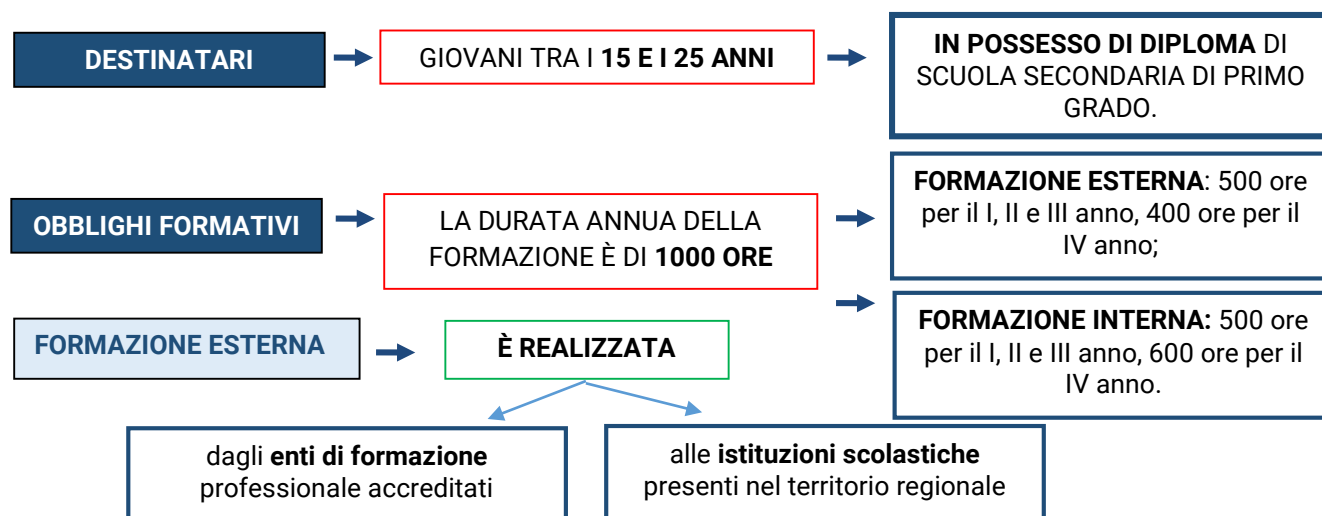 DESTINATARI
GIOVANI TRA I 15 E I 25 ANNI
IN POSSESSO DI DIPLOMA DI
SCUOLA SECONDARIA DI PRIMO
GRADO.
OBBLIGHI FORMATIVI
LA DURATA ANNUA DELLA
FORMAZIONE È DI 1000 ORE
FORMAZIONE ESTERNA: 500 ore
per il I, II e III anno, 400 ore per il
IV anno;
FORMAZIONE INTERNA: 500 ore
per il I, II e III anno, 600 ore per il
IV anno.
FORMAZIONE ESTERNA
È REALIZZATA
dagli enti di formazione
professionale accreditati
alle istituzioni scolastiche
presenti nel territorio regionale